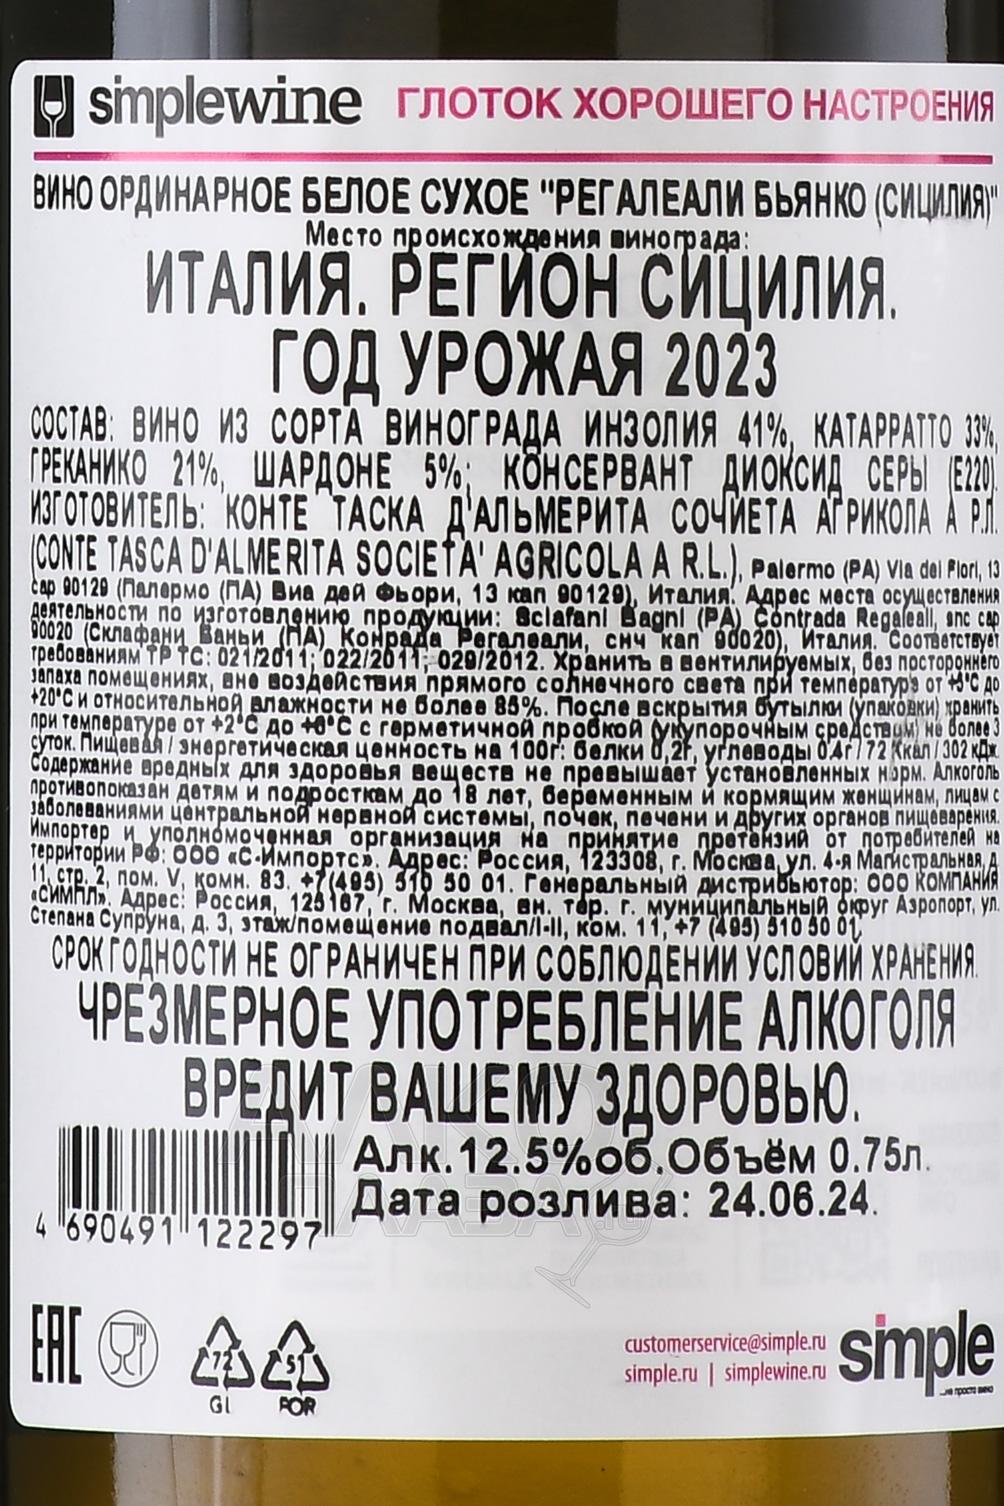 simplewine ГЛОТОК ХОРОШЕГО НАСТРОЕНИЯ
ВИНО ОРДИНАРНОЕ БЕЛОЕ СУХОЕ "РЕГАЛЕАЛИ БЬЯНКО (СИЦИЛИЯ)"
Место происхождения винограда:
ИТАЛИЯ. РЕГИОН СИЦИЛИЯ.
ГОД УРОЖАЯ 2023
СОСТАВ: ВИНО ИЗ СОРТА ВИНОГРАДА ИНЗОЛИЯ 41%, КАТАРРАТТО 33%,
ГРЕКАНИКО 21%, ШАРДОНЕ 5%; КОНСЕРВАНТ ДИОКСИД СЕРЫ (Е220).
ИЗГОТОВИТЕЛЬ: КОНТЕ ТАСКА Д'АЛЬМЕРИТА СОЧИЕТА АГРИКОЛА А Р.Л.
(CONTE TASCA D'ALMERITA SOCIETA' AGRICOLA A R.L.), Palermo (PA) Via dei Fiori, 13
cap 90129 (Палермо (ПА) Виа дей Фьори, 13 кап 90129), Италия. Адрес места осуществления
деятельности по изготовлению продукции: Sclafani Bagni (PA) Contrada Regaleali, snc cap
90020 (Склафани Баньи (ПА) Конрада Регалеали, снч кап 90020), Италия. Соответствует
требованиям ТР ТС: 021/2011; 022/2011; 029/2012. Хранить в вентилируемых, без постороннего
запаха помещениях, вне воздействия прямого солнечного света при температуре от +5°С до
+20°С и относительной влажности не более 85%. После вскрытия бутылки (упаковки) хранить
при температуре от +2°С до +6°С с герметичной пробкой (укупорочным средством) не более 3
суток. Пищевая / энергетическая ценность на 100г: белки 0,2г, углеводы 0.4г / 72 Ккал / 302 кДж.
Содержание вредных для здоровья веществ не превышает установленных норм. Алкоголь
противопоказан детям и подросткам до 18 лет, беременным и кормящим женщинам, лицам с
заболеваниями центральной нервной системы, почек, печени и других органов пищеварения.
Импортер и уполномоченная организация на принятие претензий от потребителей на
территории РФ: ООО «С-Импортс». Адрес: Россия, 123308, г. Москва, ул. 4-я Магистральная, д.
11, стр. 2, пом. V, комн. 83. +7(495) 510 50 01. Генеральный дистрибьютор: ООО КОМПАНИЯ
«СИМПЛ». Адрес: Россия, 125167, г. Москва, вн. тер. г. муниципальный округ Аэропорт, ул.
Степана Супруна, д. 3, этаж/помещение подвал/I-II, ком. 11, +7 (495) 510 50 01.
СРОК ГОДНОСТИ НЕ ОГРАНИЧЕН ПРИ СОБЛЮДЕНИИ УСЛОВИЙ ХРАНЕНИЯ.
ЧРЕЗМЕРНОЕ УПОТРЕБЛЕНИЕ АЛКОГОЛЯ
ВРЕДИТ ВАШЕМУ ЗДОРОВЬЮ.
Алк.12.5%об.Объём 0.75л.
Дата розлива: 24.06.24.
4 690491 122297
EAC
72 51
GL FOR
customerservice@simple.ru
simple.ru | simplewine.ru
simple
...не просто вино